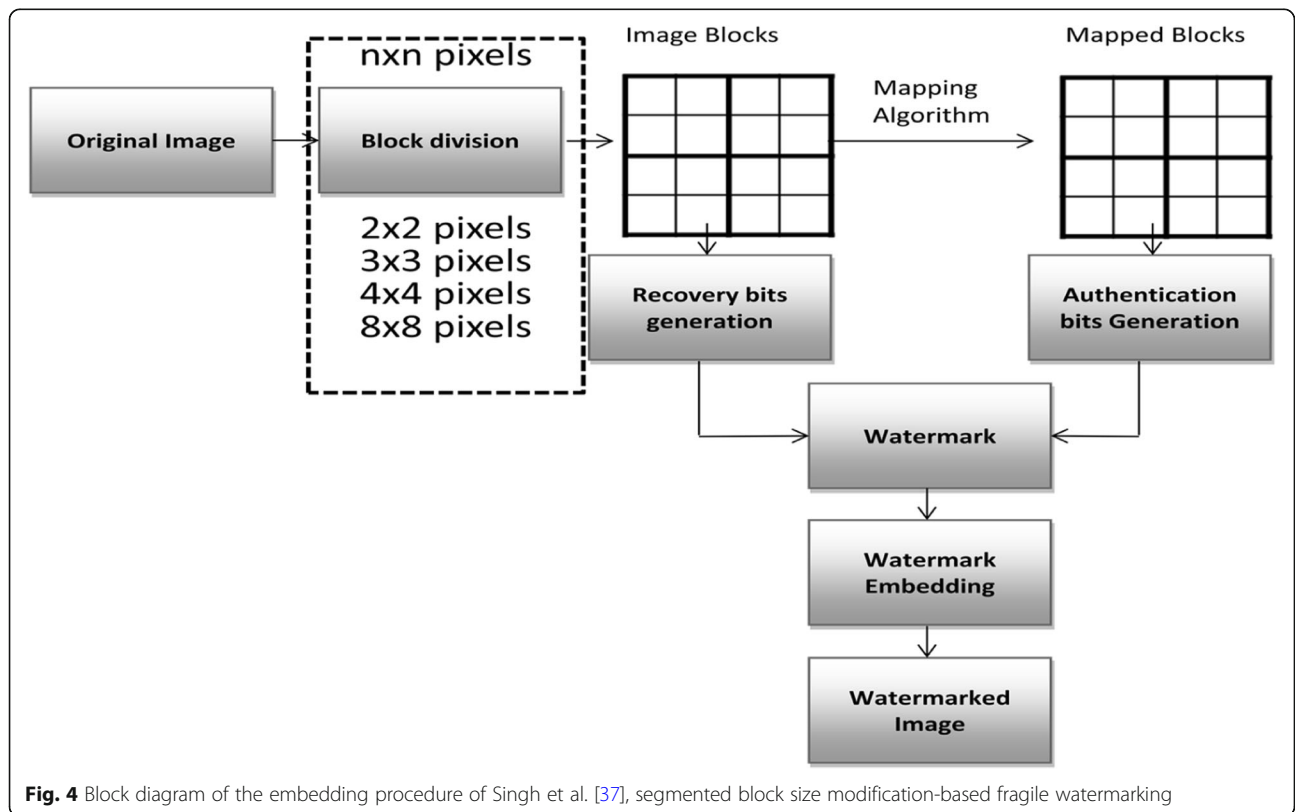 nxn pixels
Image Blocks
Mapped Blocks
Original Image
Block division
Mapping
Algorithm
2x2 pixels
3x3 pixels
4x4 pixels
8x8 pixels
Recovery bits
generation
Authentication
bits Generation
Watermark
Watermark
Embedding
Watermarked
Image
Fig. 4 Block diagram of the embedding procedure of Singh et al. [37], segmented block size modification-based fragile watermarking